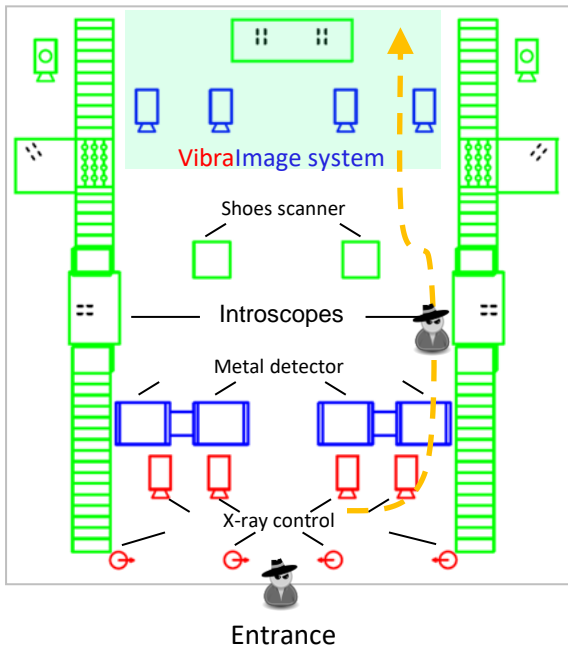 VibraImage system
Shoes scanner
Introscopes
Metal detector
X-ray control
Entrance